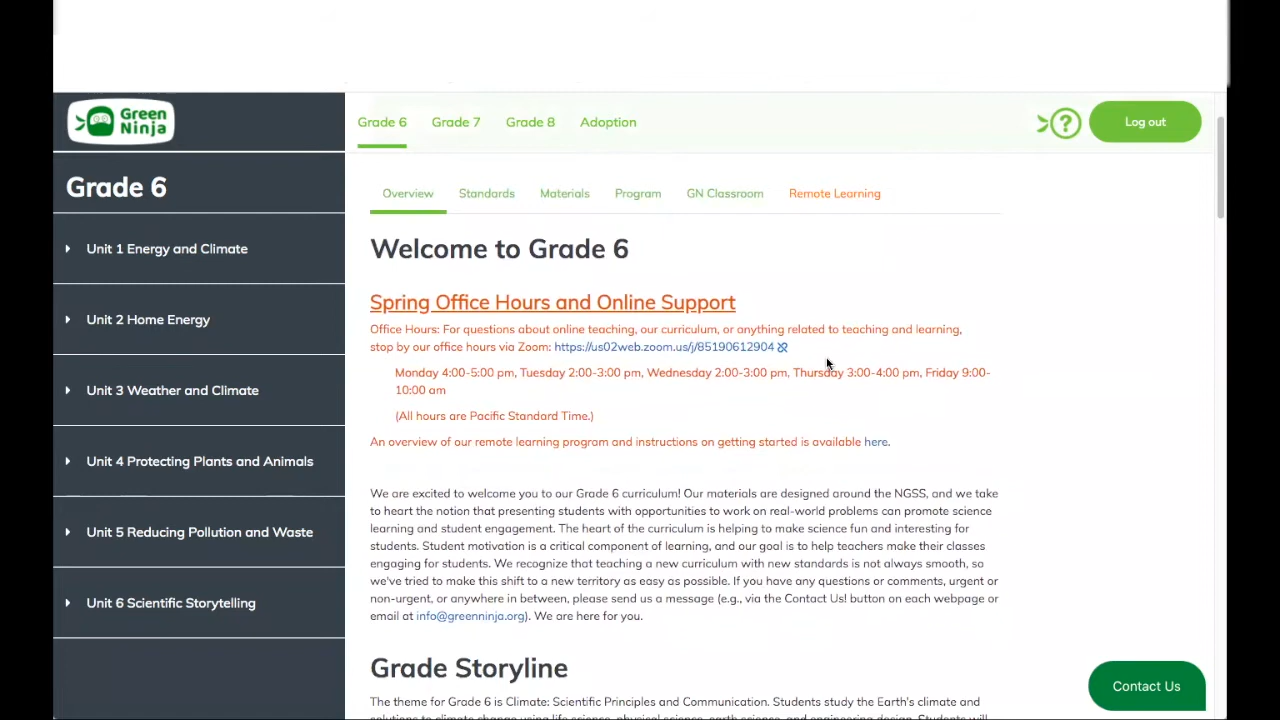 Green
Ninja
Grade 6 Grade 7 Grade 8 Adoption
? Log out
Grade 6
Unit 1 Energy and Climate
Unit 2 Home Energy
Unit 3 Weather and Climate
Unit 4 Protecting Plants and Animals
Unit 5 Reducing Pollution and Waste
Unit 6 Scientific Storytelling
Overview Standards Materials Program GN Classroom Remote Learning
Welcome to Grade 6
Spring Office Hours and Online Support
Office Hours: For questions about online teaching, our curriculum, or anything related to teaching and learning,
stop by our office hours via Zoom: https://us02web.zoom.us/j/85190612904
Monday 4:00-5:00 pm, Tuesday 2:00-3:00 pm, Wednesday 2:00-3:00 pm, Thursday 3:00-4:00 pm, Friday 9:00-
10:00 am
(All hours are Pacific Standard Time.)
An overview of our remote learning program and instructions on getting started is available here.
We are excited to welcome you to our Grade 6 curriculum! Our materials are designed around the NGSS, and we take
to heart the notion that presenting students with opportunities to work on real-world problems can promote science
learning and student engagement. The heart of the curriculum is helping to make science fun and interesting for
students. Student motivation is a critical component of learning, and our goal is to help teachers make their classes
engaging for students. We recognize that teaching a new curriculum with new standards is not always smooth, so
we've tried to make this shift to a new territory as easy as possible. If you have any questions or comments, urgent or
non-urgent, or anywhere in between, please send us a message (e.g., via the Contact Us! button on each webpage or
email at info@greenninja.org). We are here for you.
Grade Storyline
The theme for Grade 6 is Climate: Scientific Principles and Communication. Students study the Earth's climate and
solutions to climate change using life science, physical science, earth science, and engineering design. Students will
Contact Us